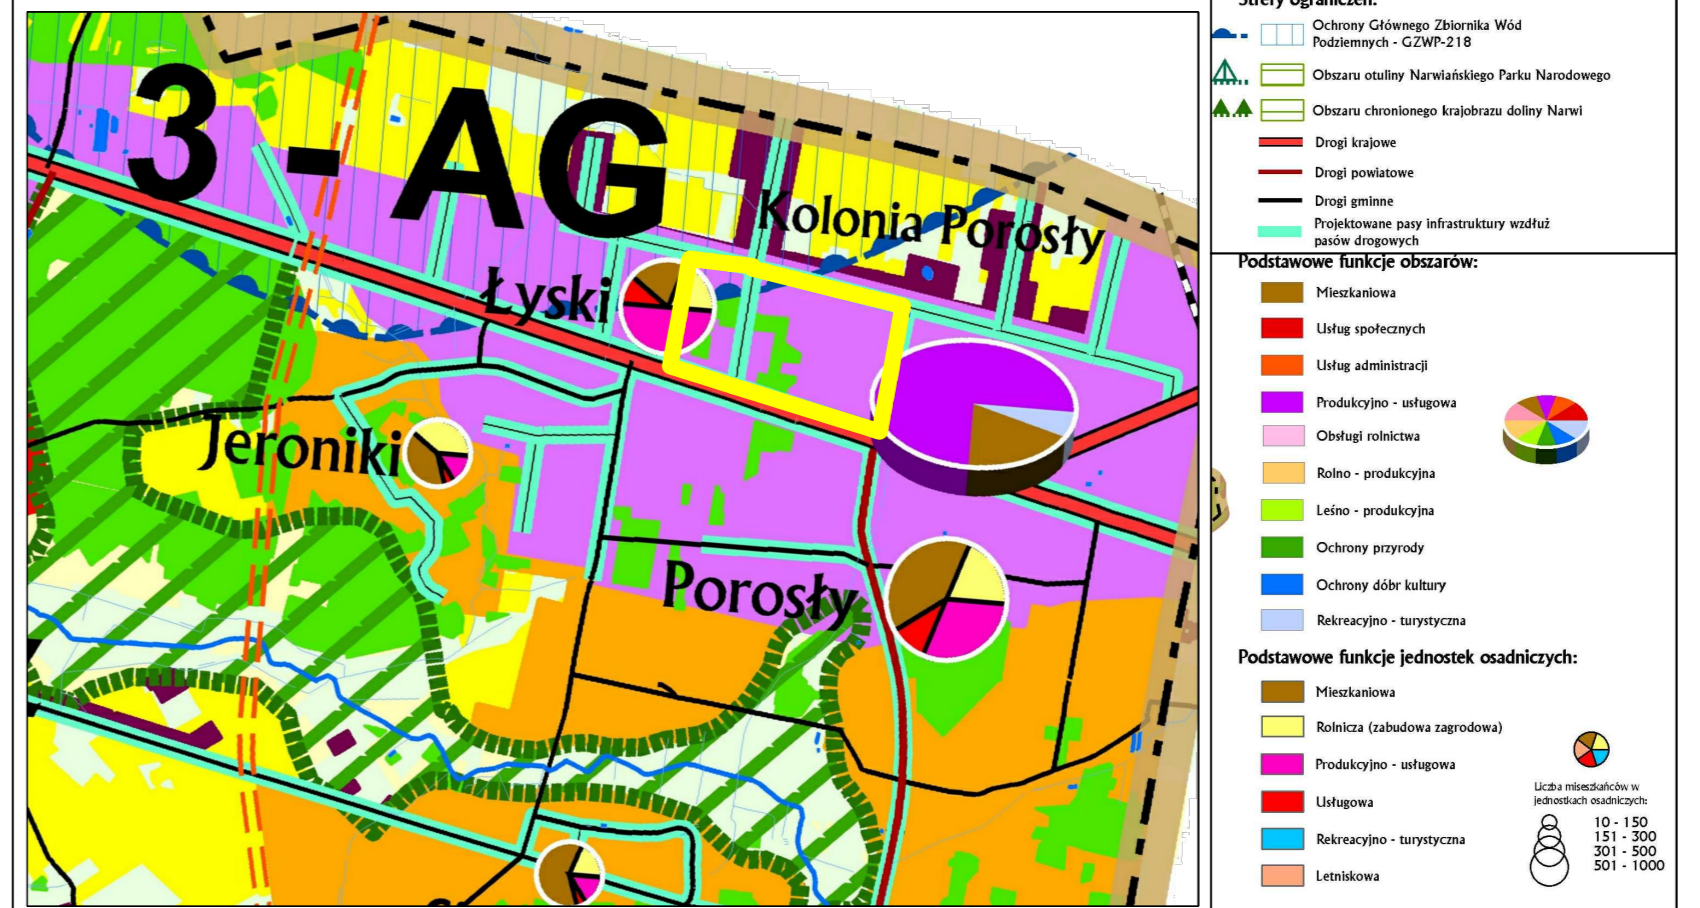 3 - AG
Kolonia Porosły
Łyski
Jeroniki
Porosły
Strefy ograniczeń:
Ochrony Głównego Zbiornika Wód
Podziemnych - GZWP-218
Obszaru otuliny Narwiańskiego Parku Narodowego
Obszaru chronionego krajobrazu doliny Narwi
Drogi krajowe
Drogi powiatowe
Drogi gminne
Projektowane pasy infrastruktury wzdłuż
pasów drogowych
Podstawowe funkcje obszarów:
Mieszkaniowa
Usług społecznych
Usług administracji
Produkcyjno - usługowa
Obsługi rolnictwa
Rolno - produkcyjna
Leśno - produkcyjna
Ochrony przyrody
Ochrony dóbr kultury
Rekreacyjno - turystyczna
Podstawowe funkcje jednostek osadniczych:
Mieszkaniowa
Rolnicza (zabudowa zagrodowa)
Produkcyjno - usługowa
Usługowa
Rekreacyjno - turystyczna
Letniskowa
Liczba miseszkańców w
jednostkach osadniczych:
10 - 150
151 - 300
301 - 500
501 - 1000